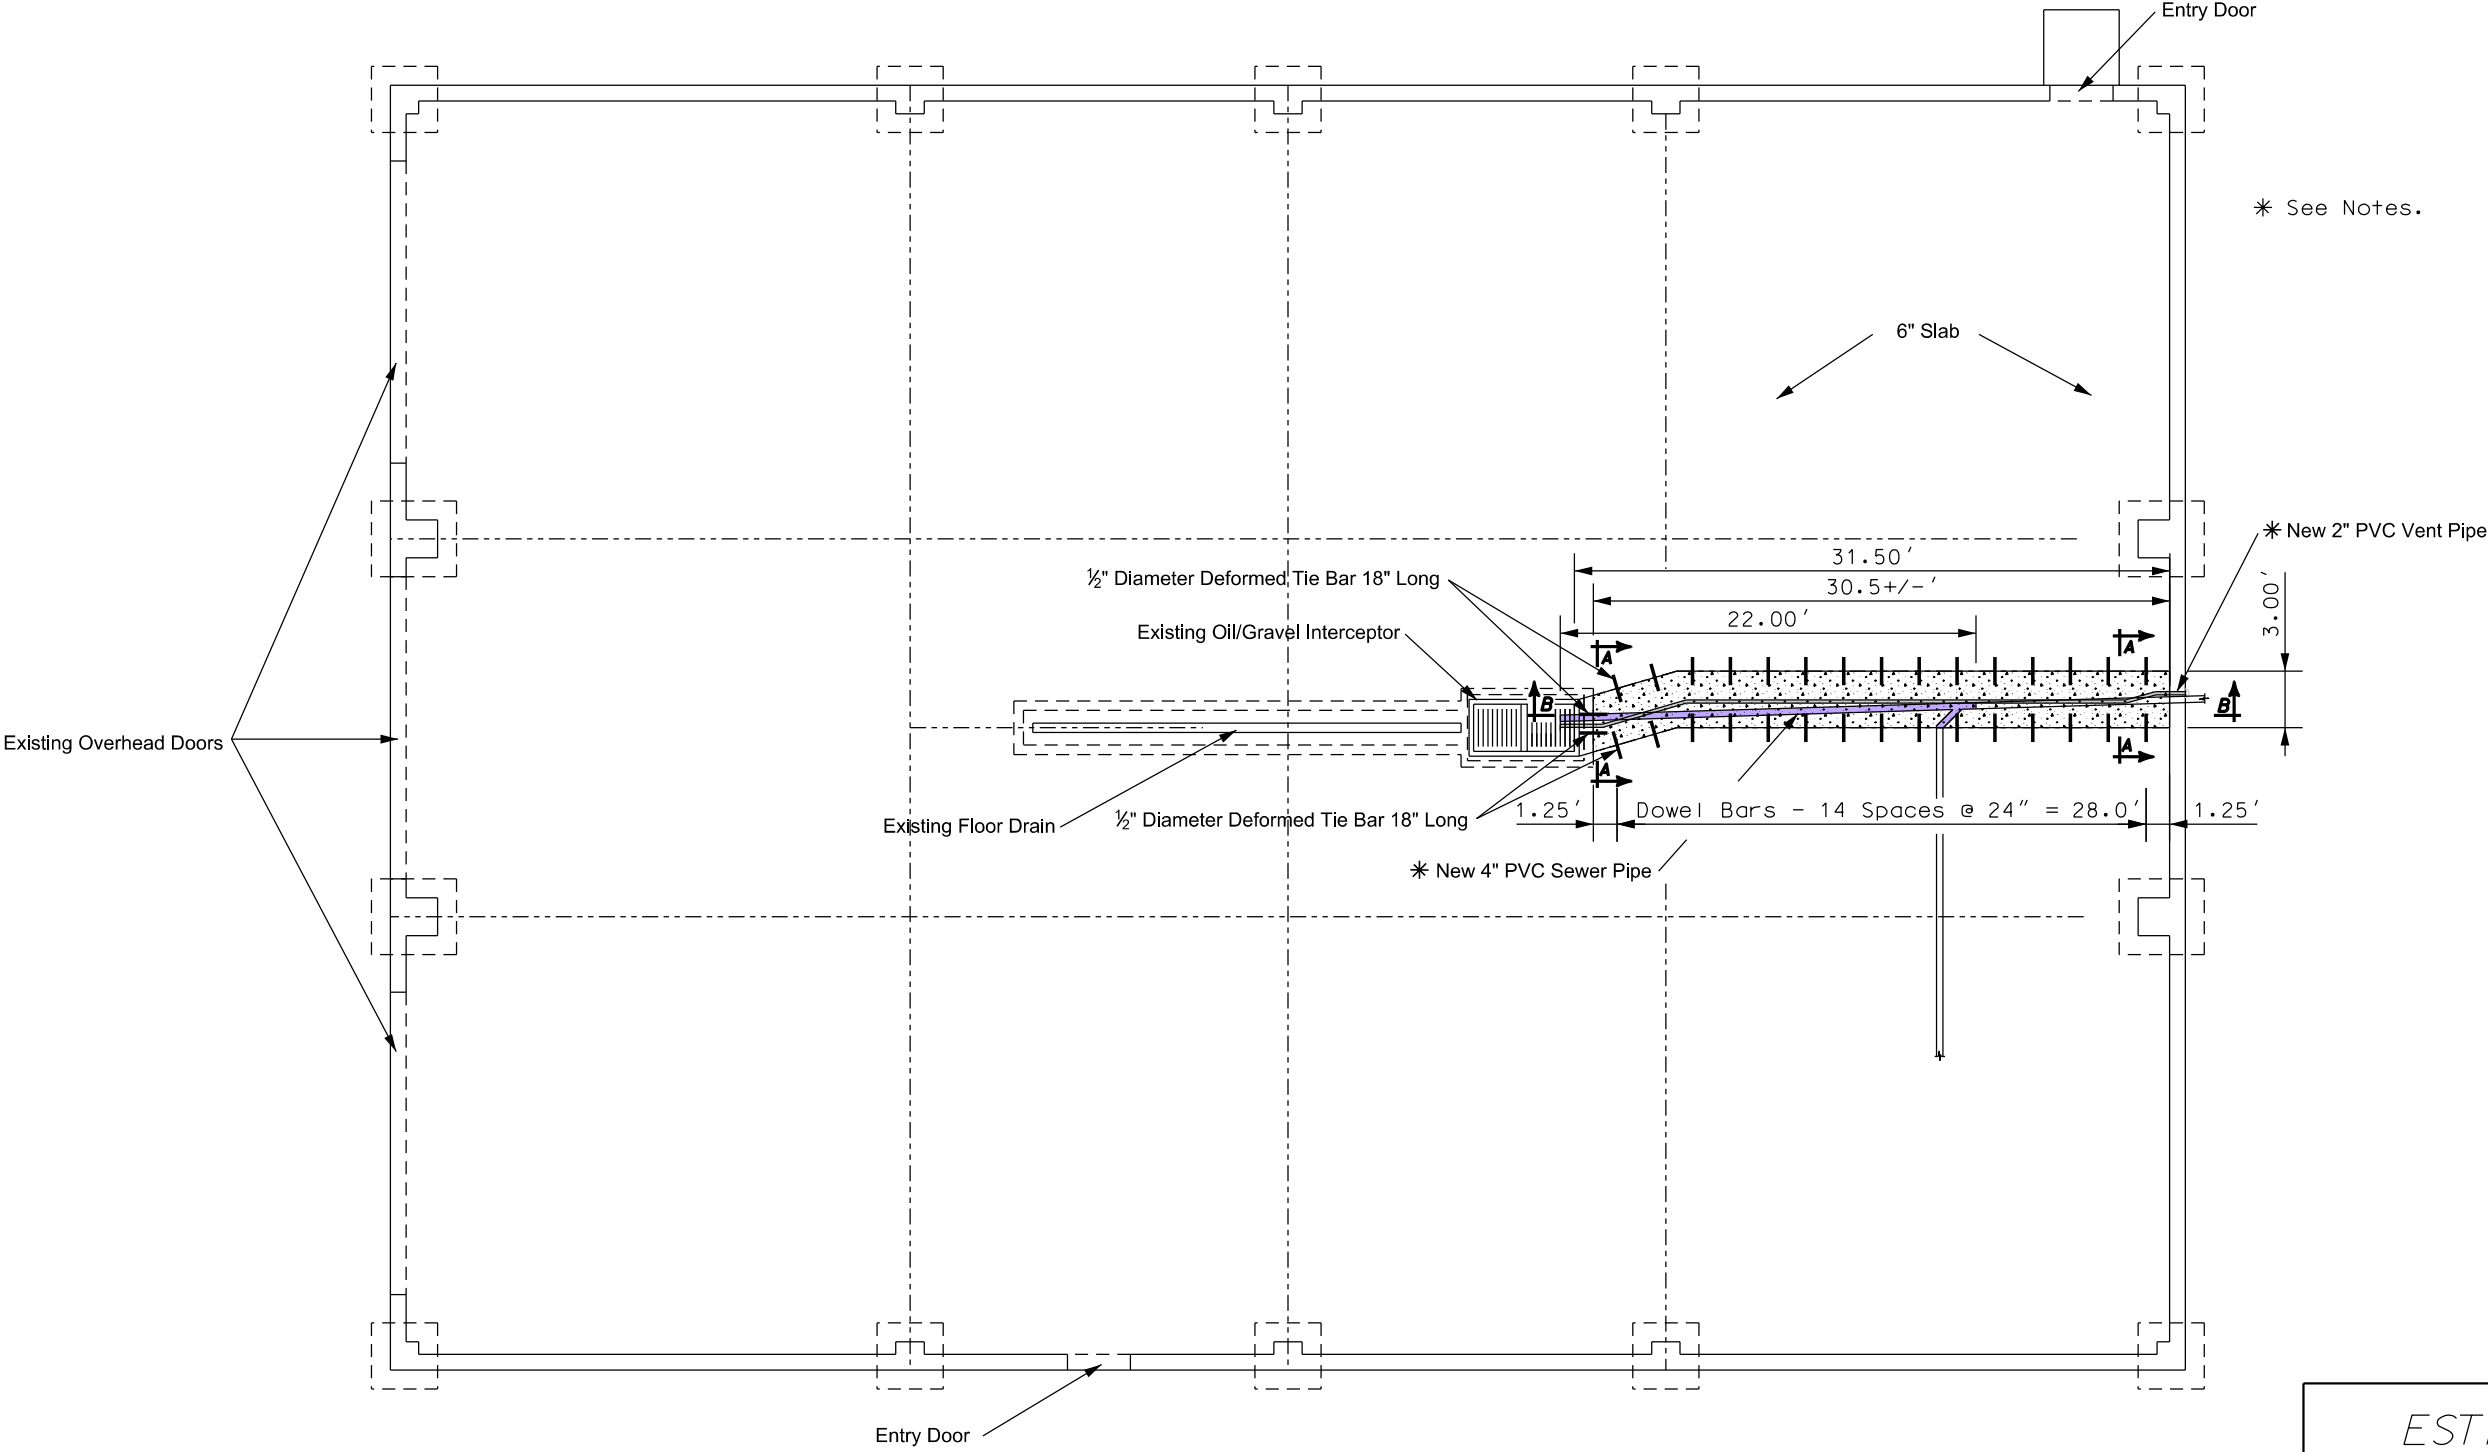 Entry Door
✳ See Notes.
6" Slab
✳ New 2" PVC Vent Pipe
31.50'
½" Diameter Deformed Tie Bar 18" Long
30.5+/-'
22.00'
3.00'
Existing Oil/Gravel Interceptor
A
A
B
B
Existing Overhead Doors
A
A
1.25'
Dowel Bars - 14 Spaces @ 24" = 28.0'
1.25'
½" Diameter Deformed Tie Bar 18" Long
Existing Floor Drain
✳ New 4" PVC Sewer Pipe
Entry Door